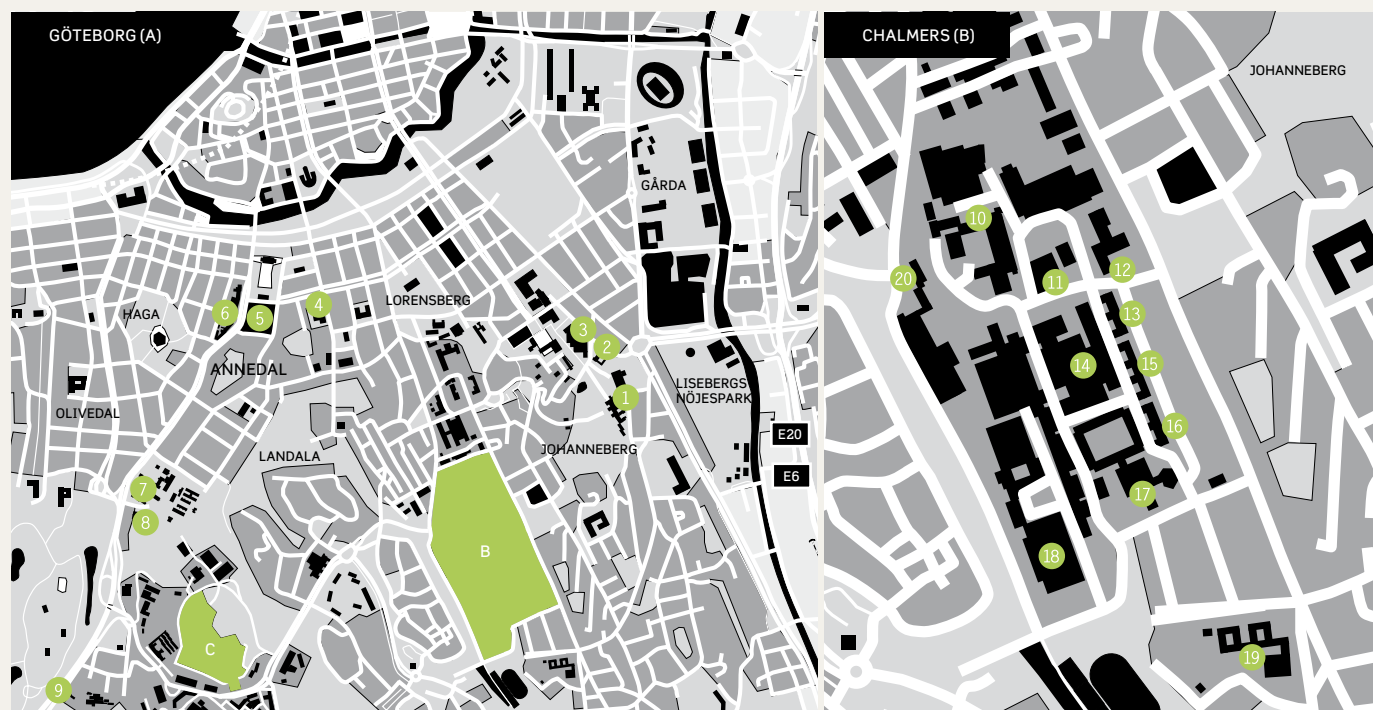 GÖTEBORG (A)
GÅRDA
LORENSBERG
HAGA
ANNEDAL
OLIVEDAL
LANDALA
JOHANNEBERG
LISEBERGS
NÖJESPARK
E20
E6
1
2
3
4
5
6
7
8
9
B
C
CHALMERS (B)
JOHANNEBERG
10
11
12
13
14
15
16
17
18
19
20